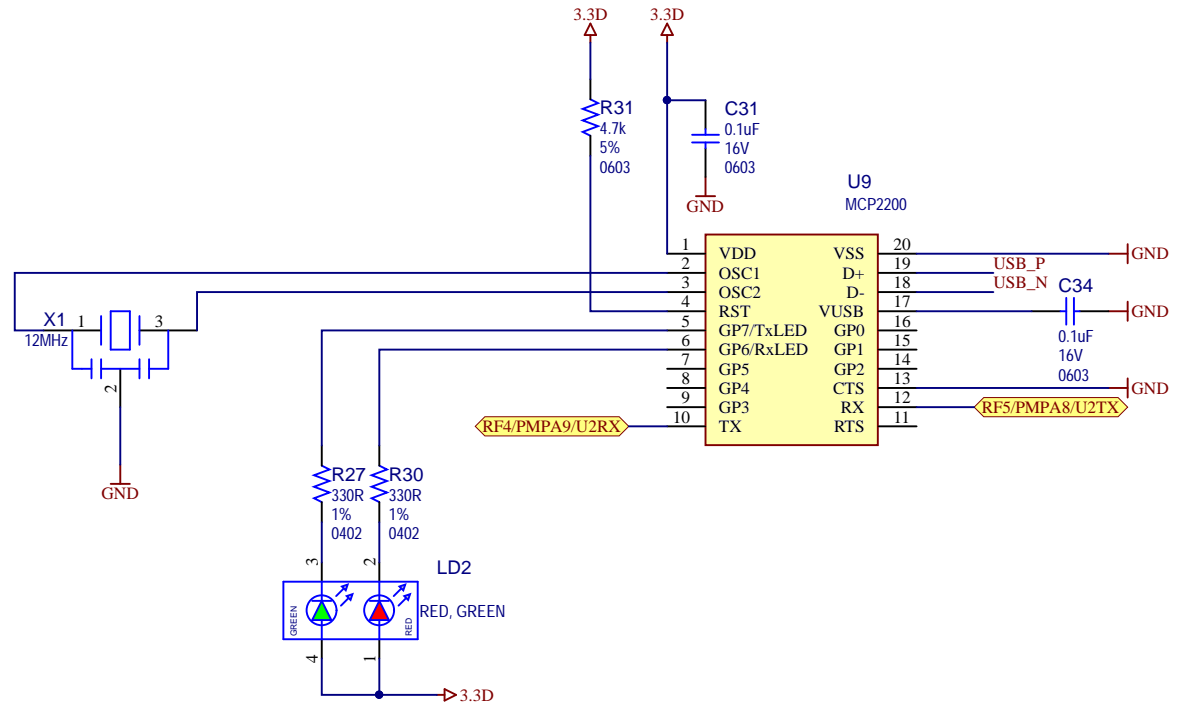 3.3D
3.3D
R31
4.7k
5%
0603
C31
0.1uF
16V
0603
GND
U9
MCP2200
1
VDD
VSS
20
GND
2
OSC1
D+
19
USB_P
3
OSC2
D-
18
USB_N
4
RST
VUSB
17
C34
0.1uF
16V
0603
GND
5
GP7/TxLED
GP0
16
6
GP6/RxLED
GP1
15
7
GP5
GP2
14
8
GP4
CTS
13
GND
9
GP3
RX
12
RF5/PMPA8/U2TX
RF4/PMPA9/U2RX
10
TX
RTS
11
X1
12MHz
1
3
2
GND
R27
330R
1%
0402
R30
330R
1%
0402
3
2
LD2
RED, GREEN
GREEN
RED
4
1
3.3D